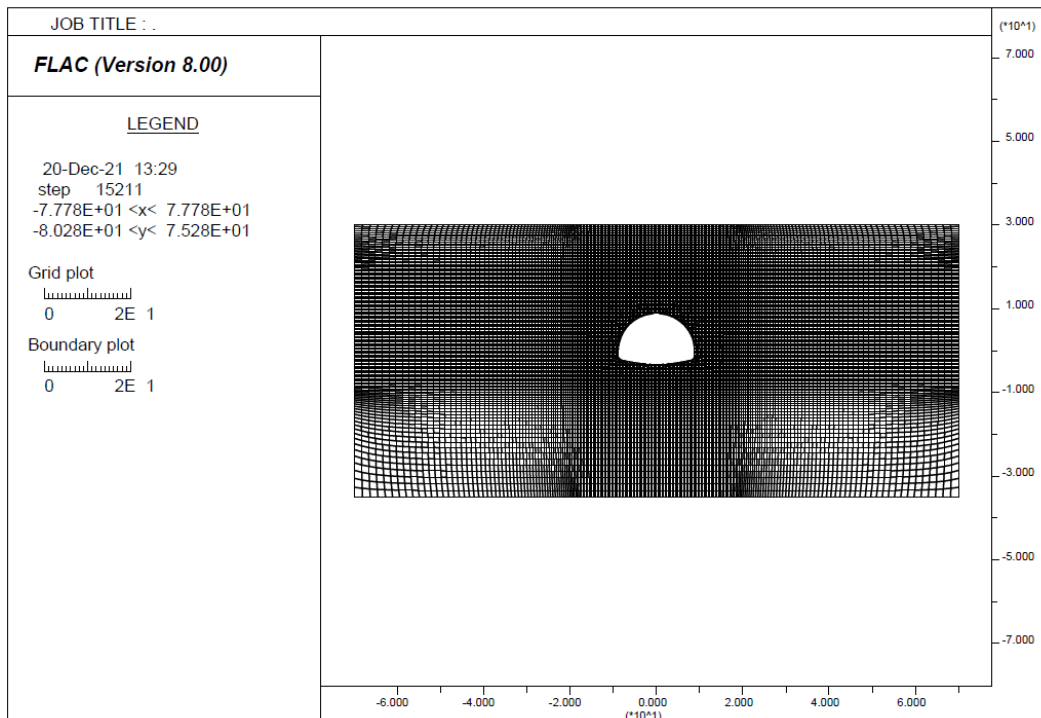 JOB TITLE : .
FLAC (Version 8.00)
LEGEND
20-Dec-21 13:29
step 15211
-7.778E+01 <x< 7.778E+01
-8.028E+01 <y< 7.528E+01
Grid plot
0 2E 1
Boundary plot
0 2E 1
(*10^1)
7.000
5.000
3.000
1.000
-1.000
-3.000
-5.000
-7.000
-6.000 -4.000 -2.000 0.000 2.000 4.000 6.000
(*10^1)